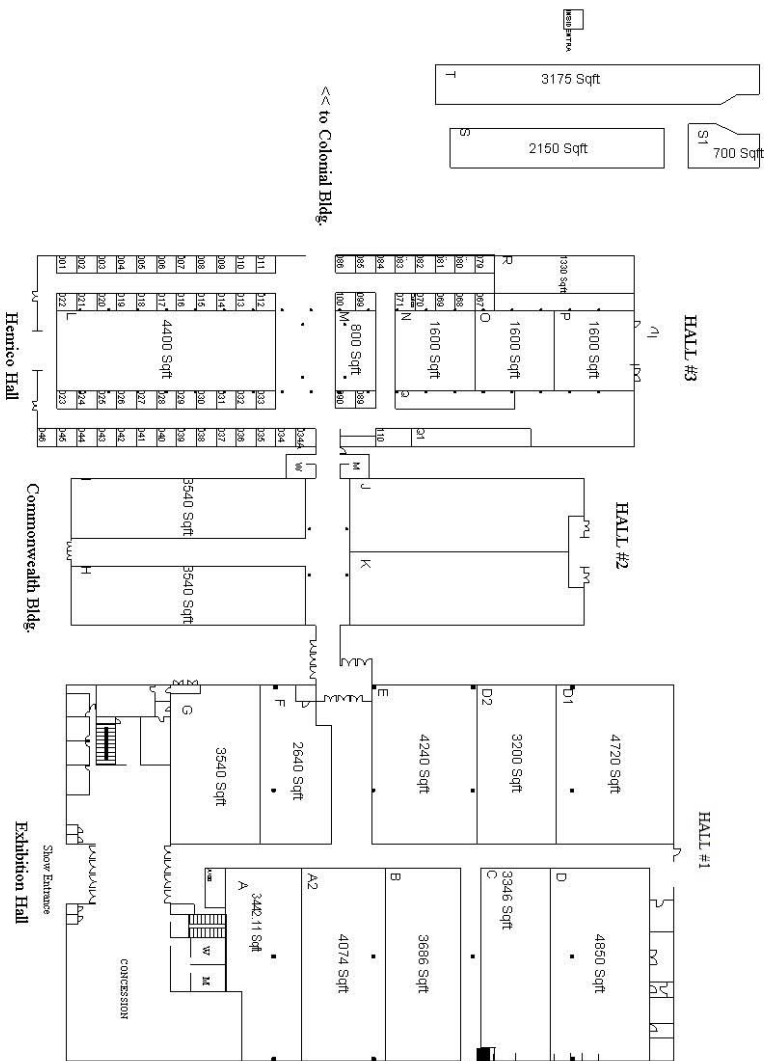 T
3175 Sqft
S
2150 Sqft
S1
700 Sqft
<< to Colonial Bldg.
001
002
003
004
005
006
007
008
009
010
011
086
085
084
083
082
081
080
079
R
1330 Sqft
022
021
020
019
018
017
016
015
014
013
012
100
099
071
070
069
068
067
L
4400 Sqft
M
800 Sqft
N
1600 Sqft
O
1600 Sqft
P
1600 Sqft
HALL #3
Henrico Hall
023
024
025
026
027
028
029
030
031
032
033
090
089
Q
046
045
044
043
042
041
040
039
038
037
036
035
034
034A
110
Q1
W
M
3540 Sqft
J
HALL #2
Commonwealth Bldg.
H
3540 Sqft
K
G
3540 Sqft
F
2640 Sqft
E
4240 Sqft
D2
3200 Sqft
D1
4720 Sqft
HALL #1
Exhibition Hall
Show Entrance
A
3442.11 Sqft
A2
4074 Sqft
B
3686 Sqft
C
3346 Sqft
D
4850 Sqft
W
M
CONCESSION